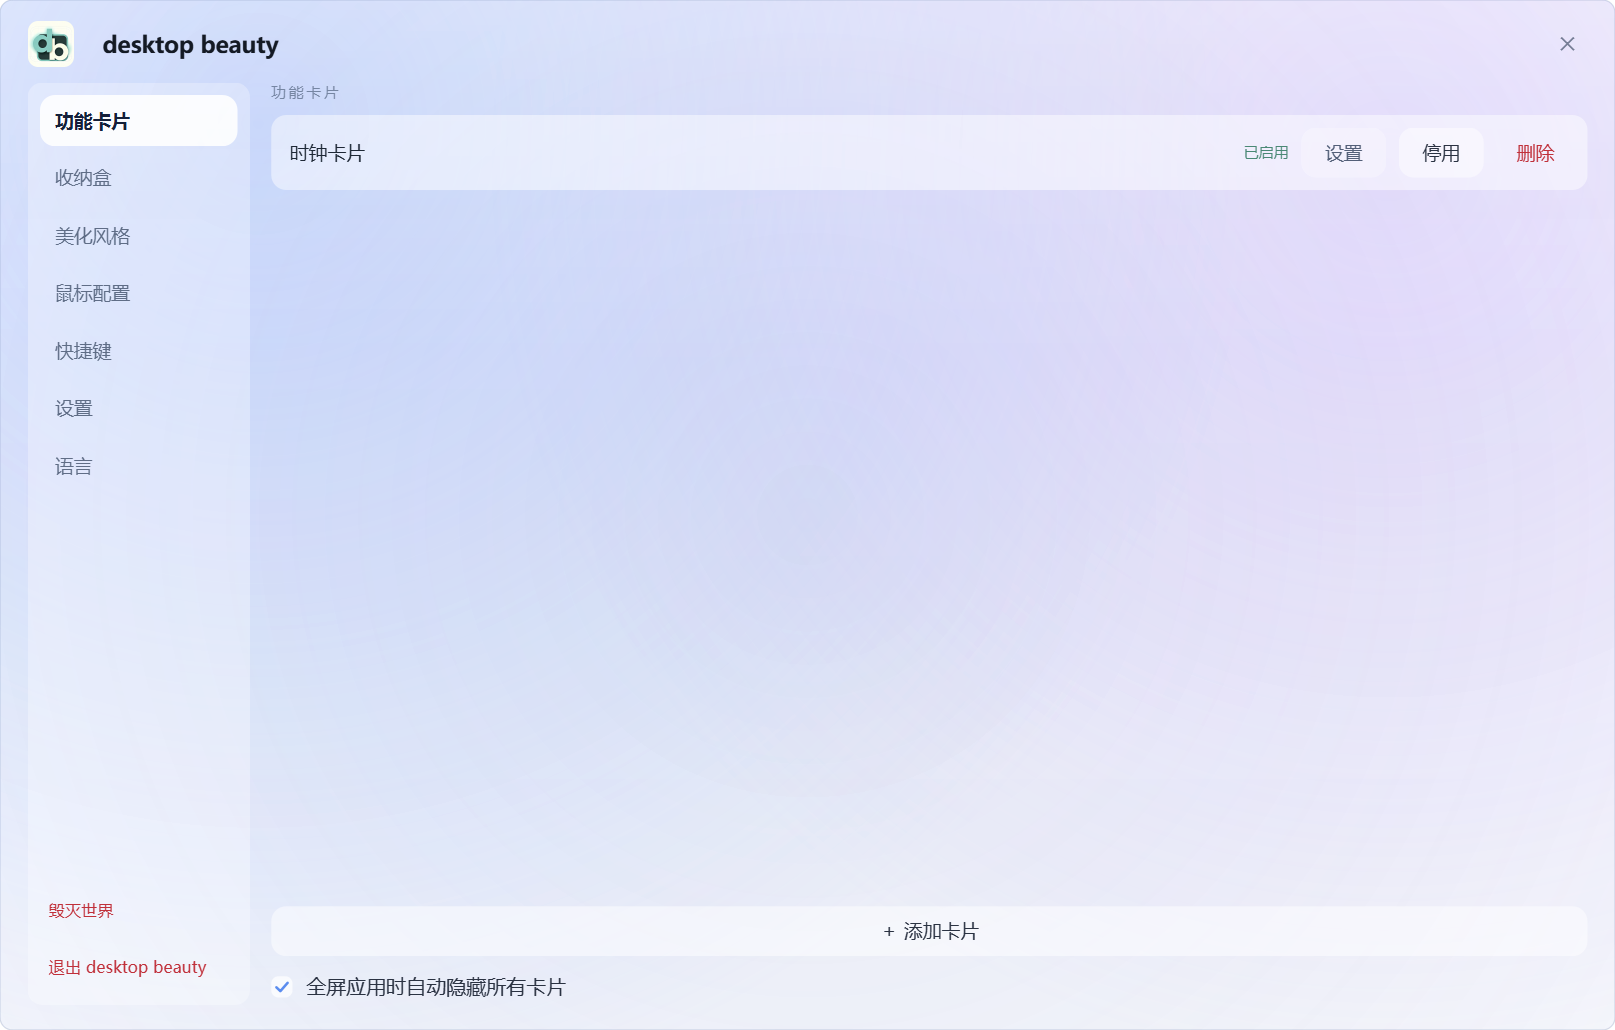 db
desktop beauty
功能卡片
收纳盒
美化风格
鼠标配置
快捷键
设置
语言
毁灭世界
退出 desktop beauty
功能卡片
时钟卡片
已启用
设置
停用
删除
+ 添加卡片
全屏应用时自动隐藏所有卡片